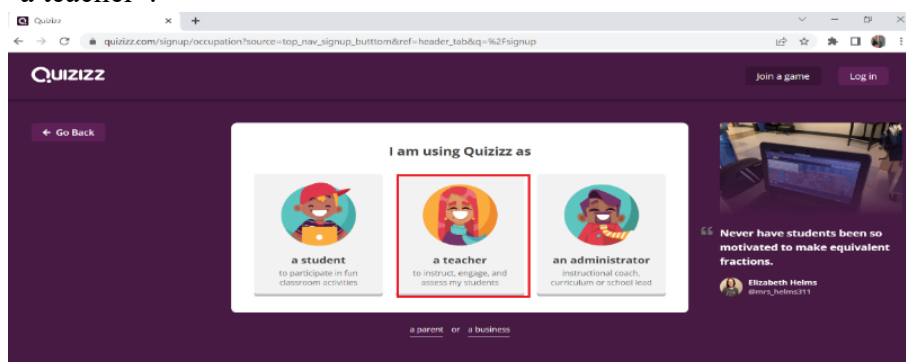 "a teacher".
Quizizz
quizizz.com/signup/occupation?source=top_nav_signup_butttom&ref=header_tab&q=%2Fsignup
QUIZIZZ
Join a game
Log in
Go Back
I am using Quizizz as
a student
to participate in fun
classroom activities
a teacher
to instruct, engage, and
assess my students
an administrator
instructional coach,
curriculum or school lead
a parent or a business
Never have students been so
motivated to make equivalent
fractions.
Elizabeth Helms
@mrs_helms311